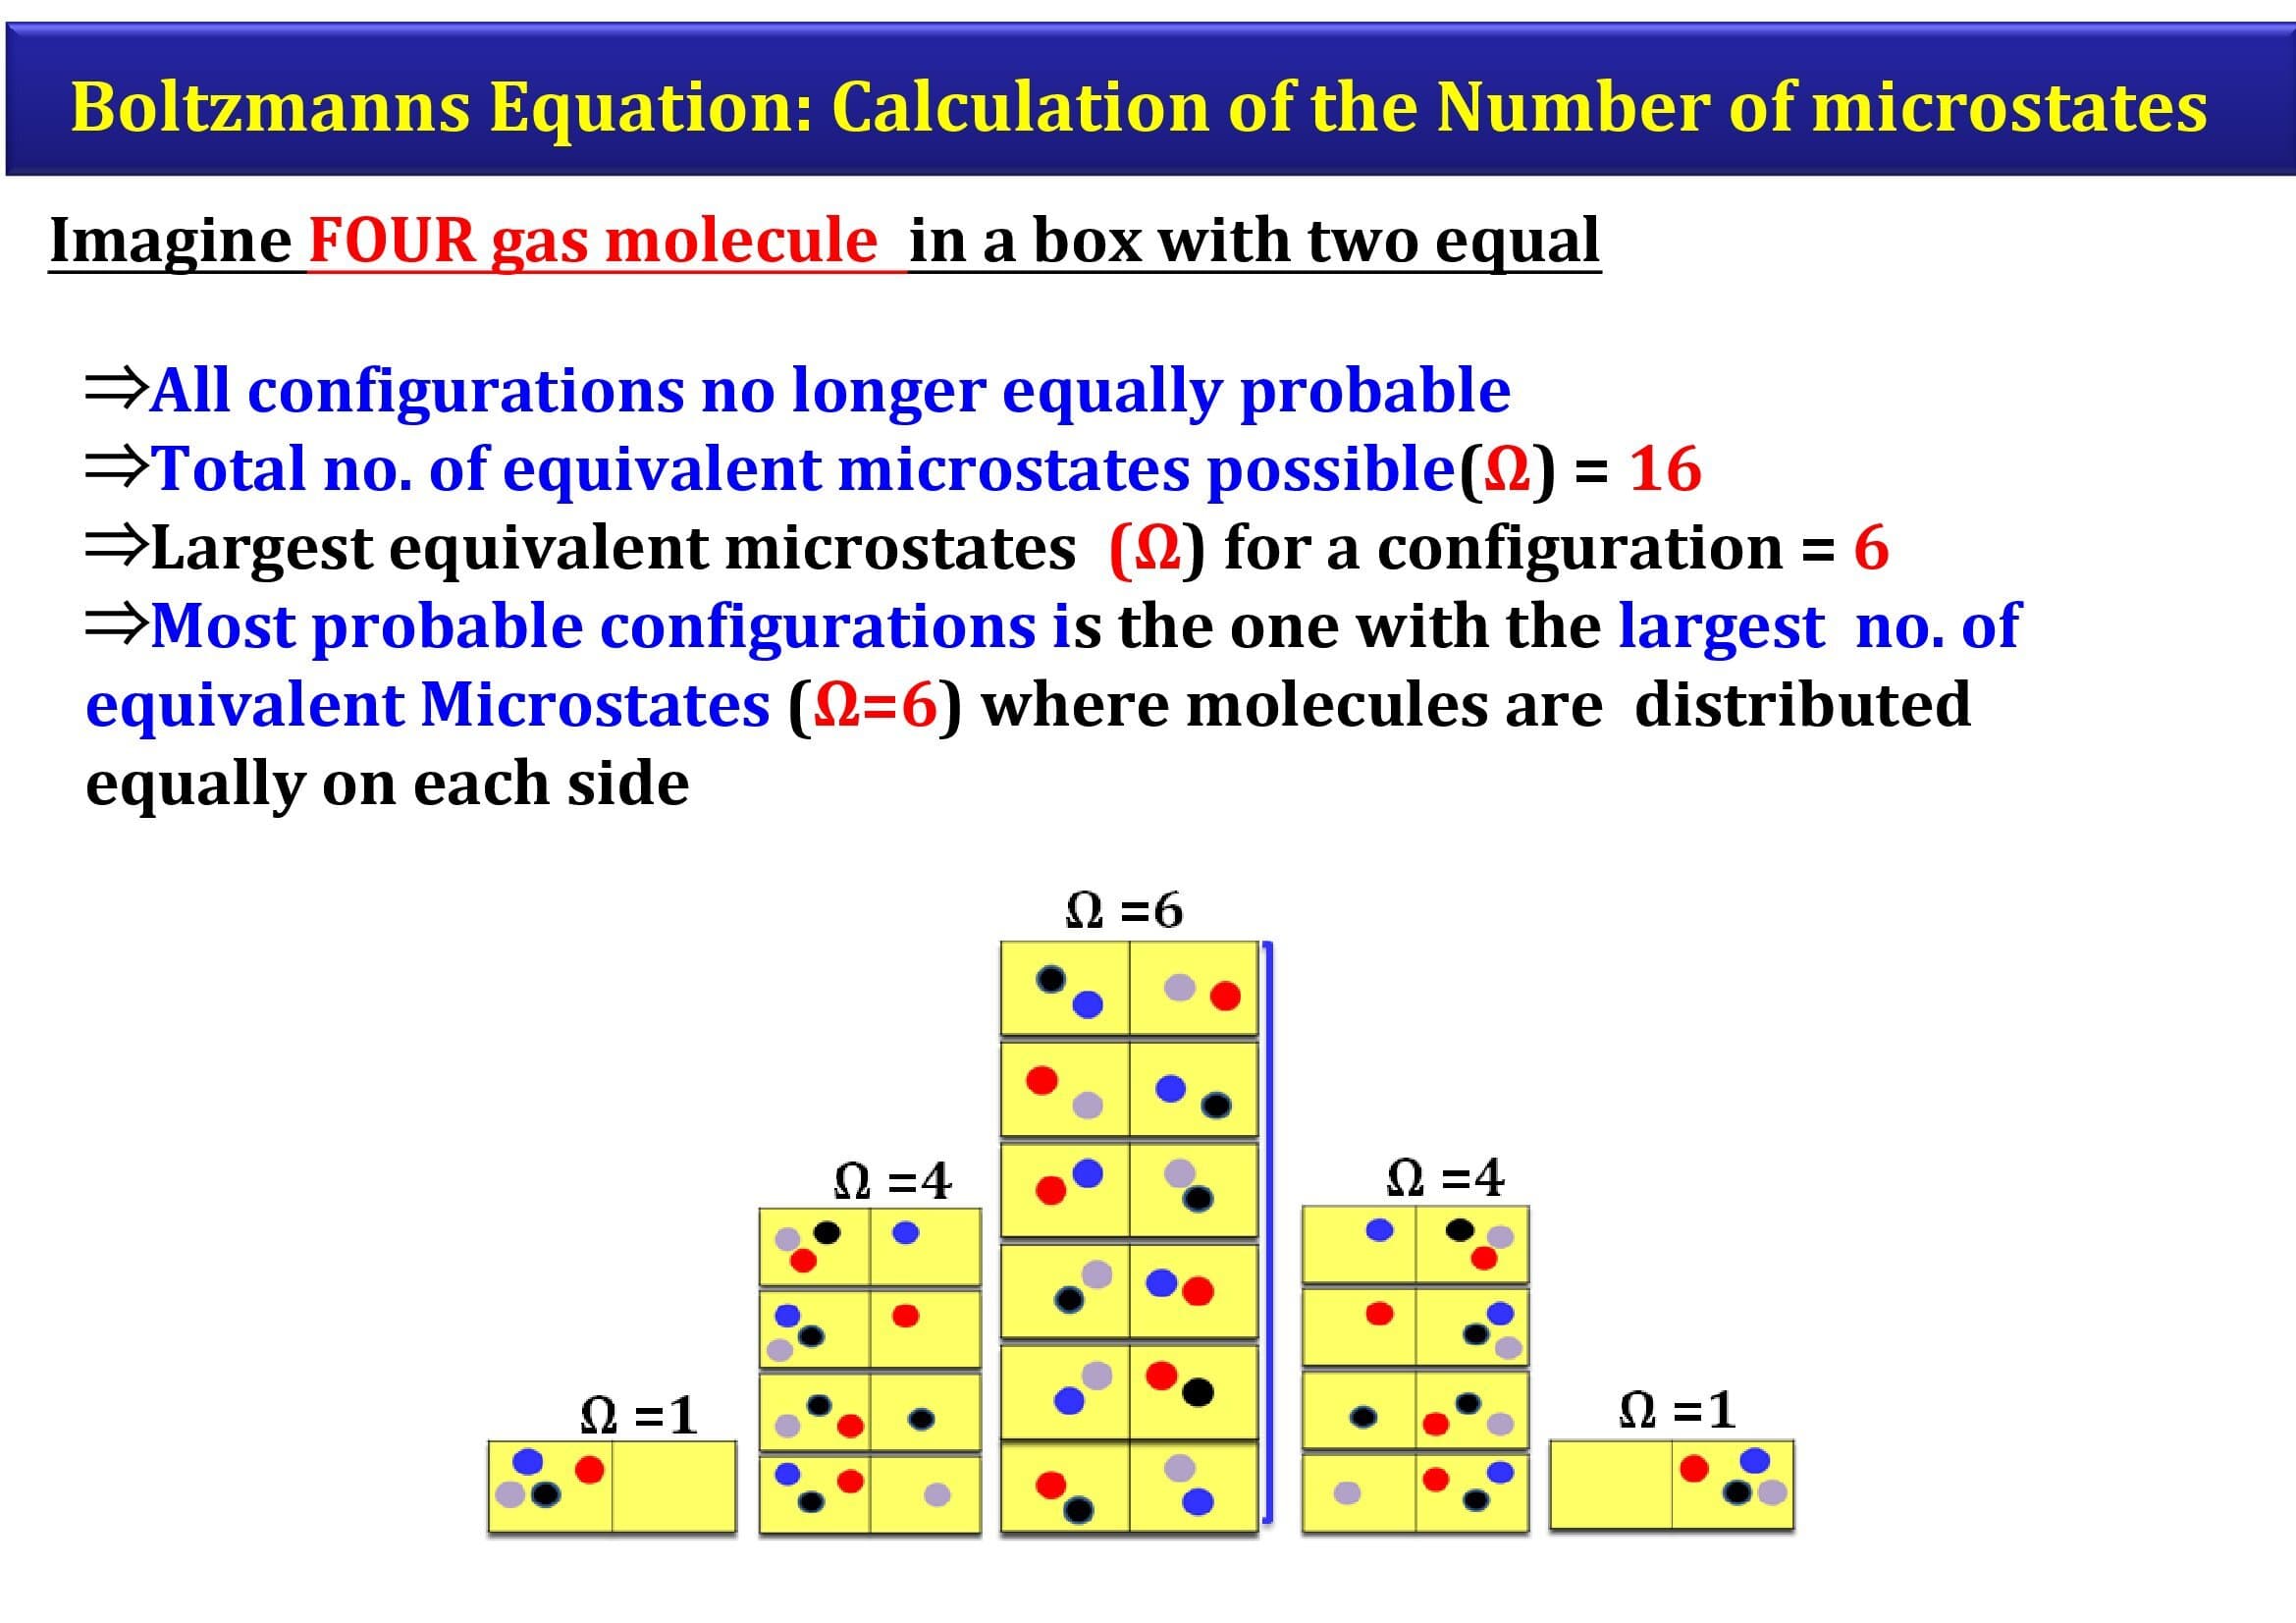 Boltzmanns Equation: Calculation of the Number of microstates
Imagine FOUR gas molecule in a box with two equal
⇒All configurations no longer equally probable
⇒Total no. of equivalent microstates possible(Ω) = 16
⇒Largest equivalent microstates (Ω) for a configuration = 6
⇒Most probable configurations is the one with the largest no. of
equivalent Microstates (Ω=6) where molecules are distributed
equally on each side
Ω =6
Ω =4
Ω =4
Ω =1
Ω =1